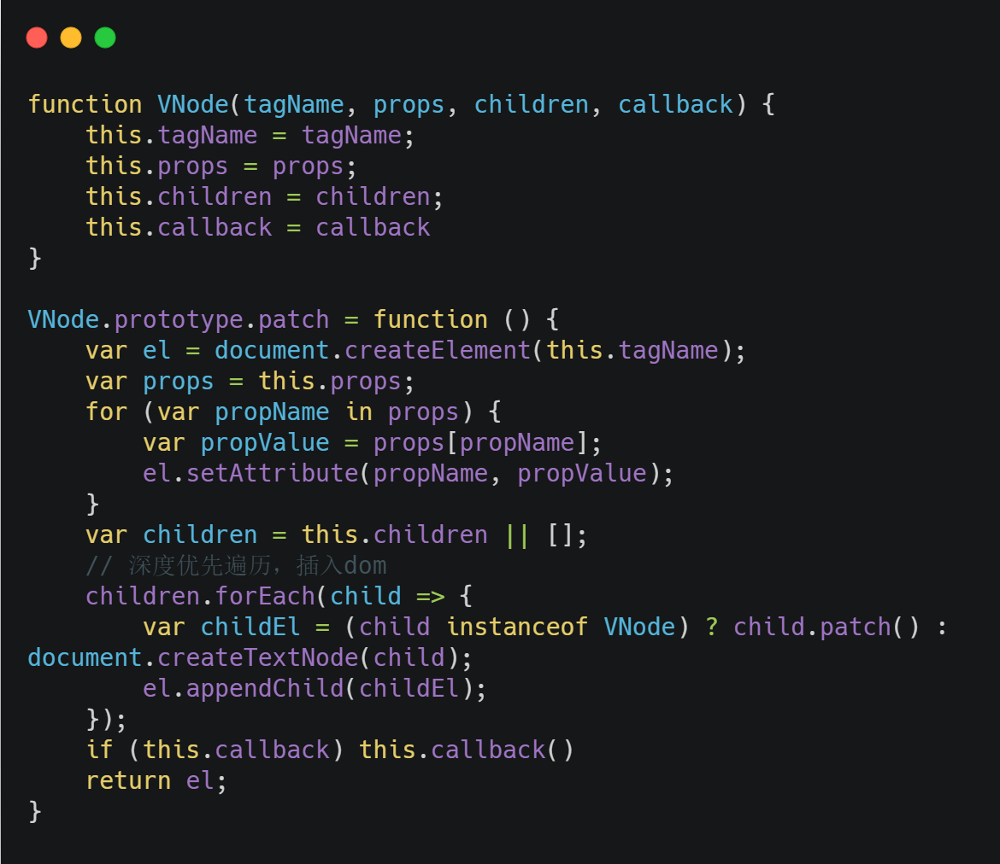 function VNode(tagName, props, children, callback) {
    this.tagName = tagName;
    this.props = props;
    this.children = children;
    this.callback = callback
}

VNode.prototype.patch = function () {
    var el = document.createElement(this.tagName);
    var props = this.props;
    for (var propName in props) {
        var propValue = props[propName];
        el.setAttribute(propName, propValue);
    }
    var children = this.children || [];
    // 深度优先遍历，插入dom
    children.forEach(child => {
        var childEl = (child instanceof VNode) ? child.patch() :
document.createTextNode(child);
        el.appendChild(childEl);
    });
    if (this.callback) this.callback()
    return el;
}